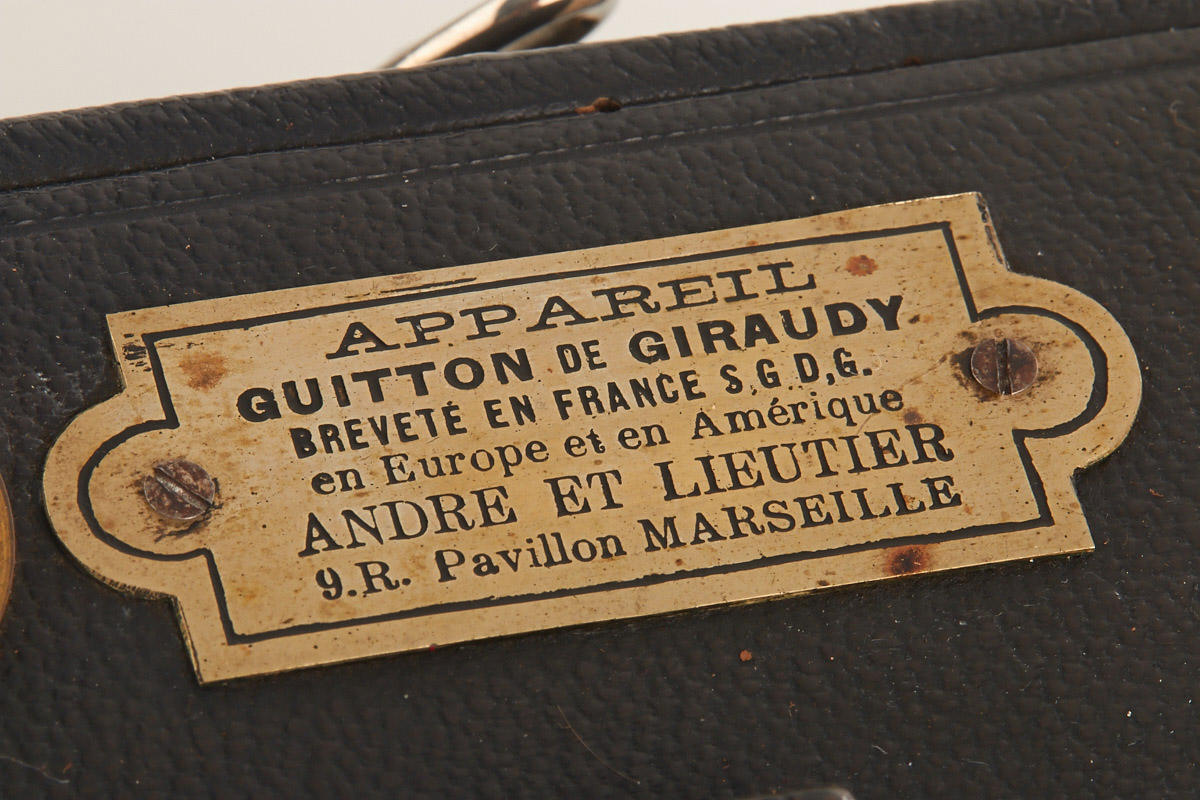 APPAREIL
GUITTON DE GIRAUDY
BREVETÉ EN FRANCE S,G D,G.
en Europe et en Amérique
ANDRE ET LIEUTIER
9.R. Pavillon MARSEILLE